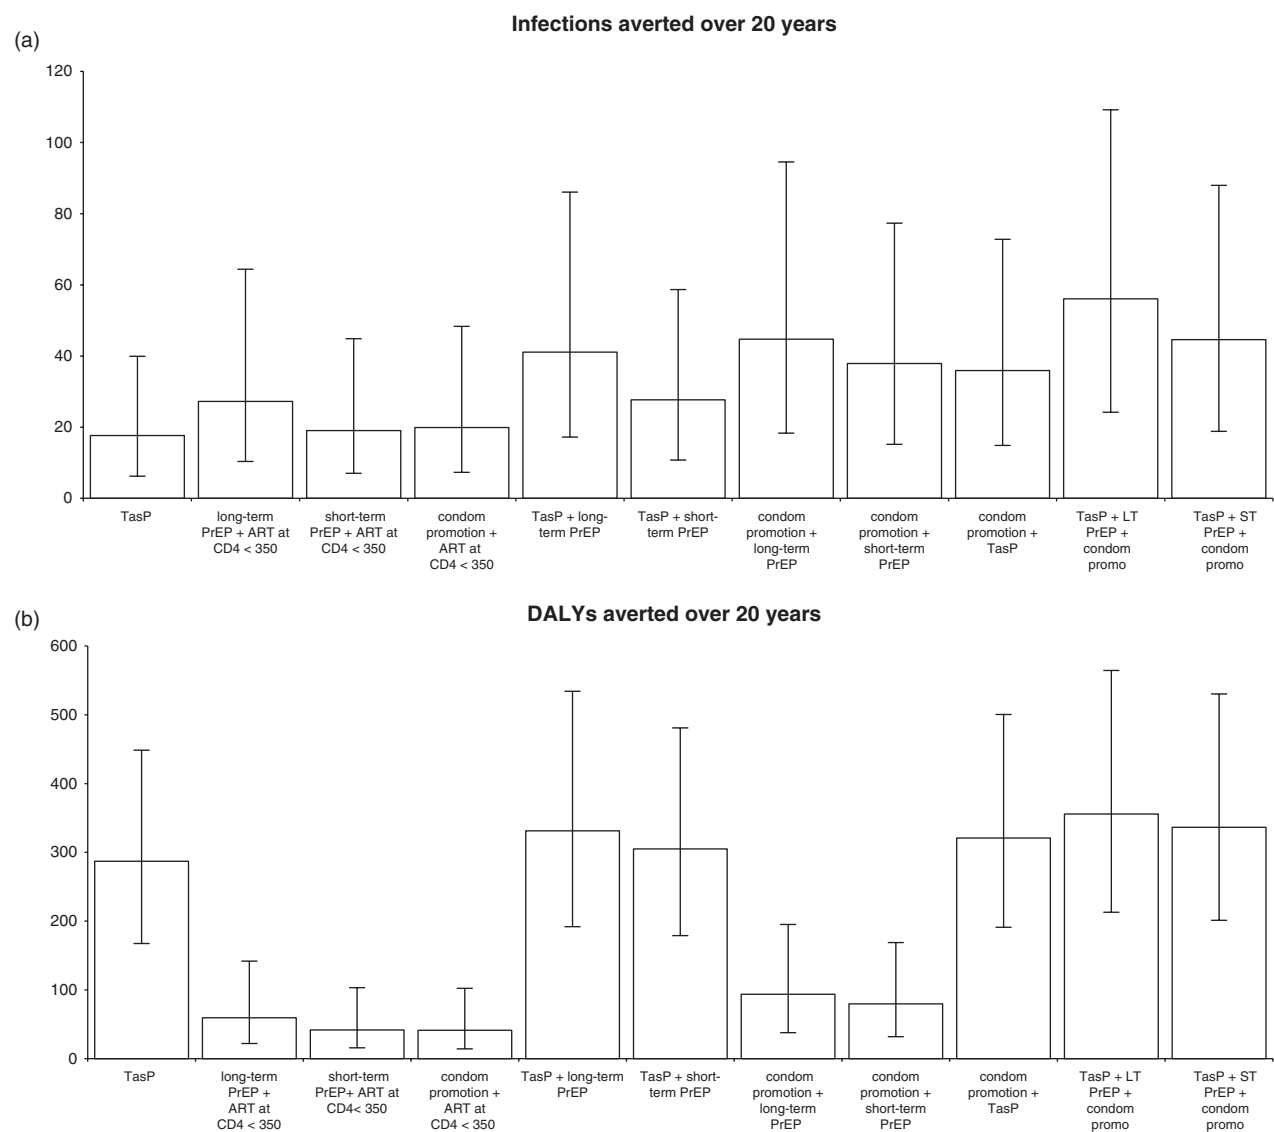 Infections averted over 20 years
(a)
120
100
80
60
40
20
0
TasP
long-term
PrEP + ART at
CD4 < 350
short-term
PrEP + ART at
CD4 < 350
condom
promotion +
ART at
CD4 < 350
TasP + long-
term PrEP
TasP + short-
term PrEP
condom
promotion +
long-term
PrEP
condom
promotion +
short-term
PrEP
condom
promotion +
TasP
TasP + LT
PrEP +
condom
promo
TasP + ST
PrEP +
condom
promo
(b)
DALYs averted over 20 years
600
500
400
300
200
100
0
TasP
long-term
PrEP +
ART at
CD4 < 350
short-term
PrEP+ ART at
CD4< 350
condom
promotion +
ART at
CD4 < 350
TasP + long-term
PrEP
TasP + short-
term PrEP
condom
promotion +
long-term
PrEP
condom
promotion +
short-term
PrEP
condom
promotion +
TasP
TasP + LT
PrEP +
condom
promo
TasP + ST
PrEP +
condom
promo